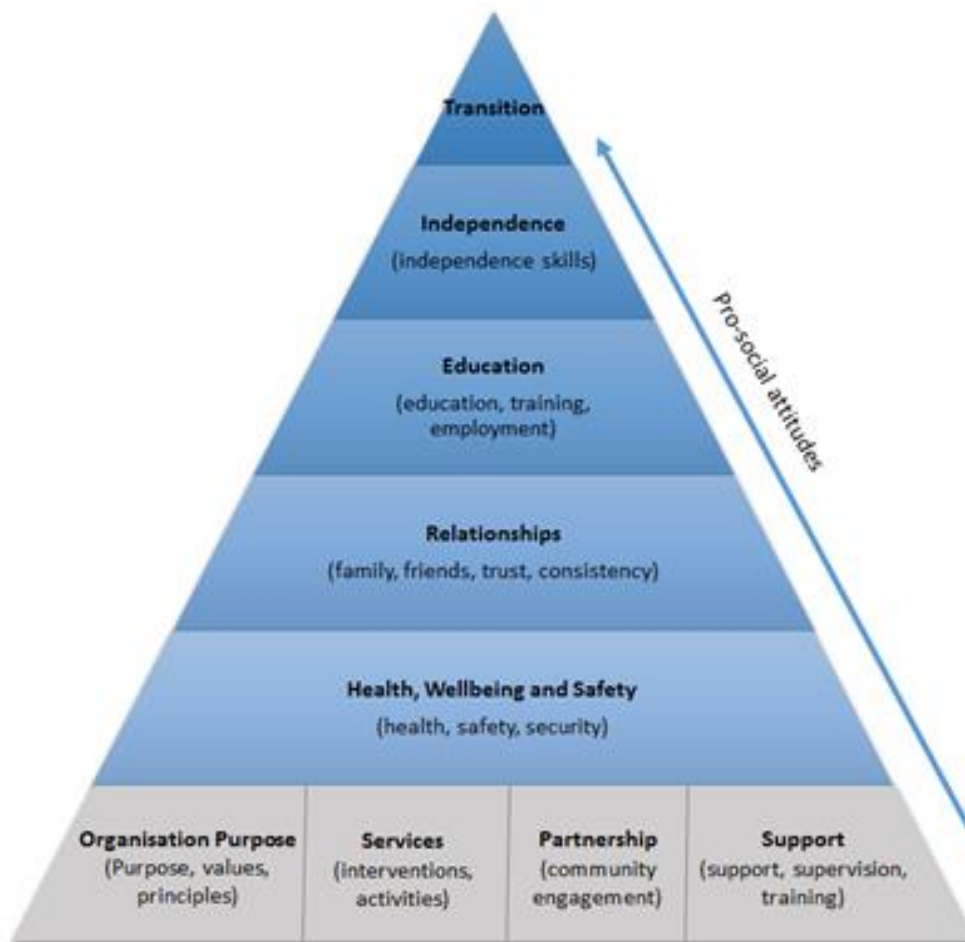 Transition
Independence
(independence skills)
Education
(education, training,
employment)
Relationships
(family, friends, trust, consistency)
Health, Wellbeing and Safety
(health, safety, security)
Organisation Purpose
(Purpose, values,
principles)
Services
(interventions,
activities)
Partnership
(community
engagement)
Support
(support, supervision,
training)
Pro-social attitudes